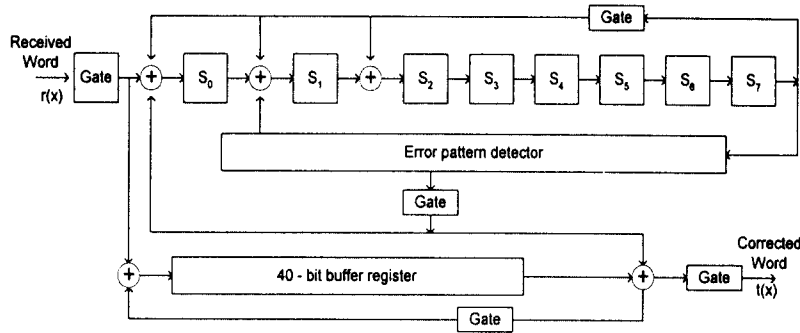 Gate
Received
Word
r(x)
Gate
+
S0
+
S1
+
S2
S3
S4
S5
S6
S7
Error pattern detector
Gate
+
40 - bit buffer register
+
Gate
Corrected
Word
t(x)
Gate